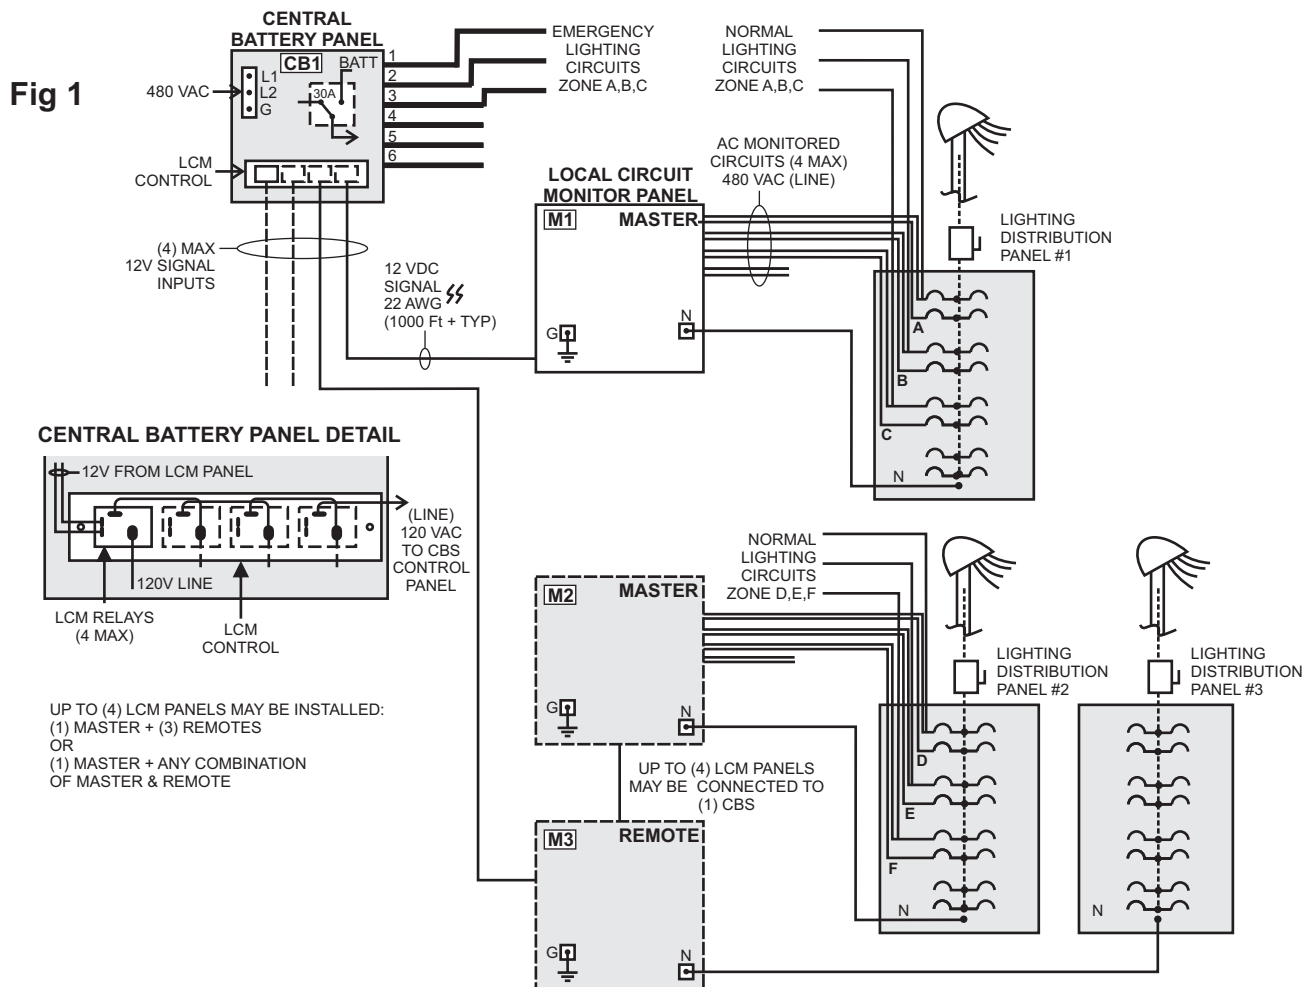 Fig 1
CENTRAL
BATTERY PANEL
CB1
BATT
L1
L2
G
480 VAC
30A
1
2
3
4
5
6
LCM
CONTROL
EMERGENCY
LIGHTING
CIRCUITS
ZONE A,B,C
NORMAL
LIGHTING
CIRCUITS
ZONE A,B,C
(4) MAX
12V SIGNAL
INPUTS
12 VDC
SIGNAL
22 AWG
(1000 Ft + TYP)
LOCAL CIRCUIT
MONITOR PANEL
M1
MASTER
G
N
AC MONITORED
CIRCUITS (4 MAX)
480 VAC (LINE)
LIGHTING
DISTRIBUTION
PANEL #1
A
B
C
N
CENTRAL BATTERY PANEL DETAIL
12V FROM LCM PANEL
(LINE)
120 VAC
TO CBS
CONTROL
PANEL
120V LINE
LCM RELAYS
(4 MAX)
LCM
CONTROL
UP TO (4) LCM PANELS MAY BE INSTALLED:
(1) MASTER + (3) REMOTES
OR
(1) MASTER + ANY COMBINATION
OF MASTER & REMOTE
M2
MASTER
G
N
NORMAL
LIGHTING
CIRCUITS
ZONE D,E,F
LIGHTING
DISTRIBUTION
PANEL #2
D
E
F
N
LIGHTING
DISTRIBUTION
PANEL #3
N
UP TO (4) LCM PANELS
MAY BE CONNECTED TO
(1) CBS
M3
REMOTE
G
N